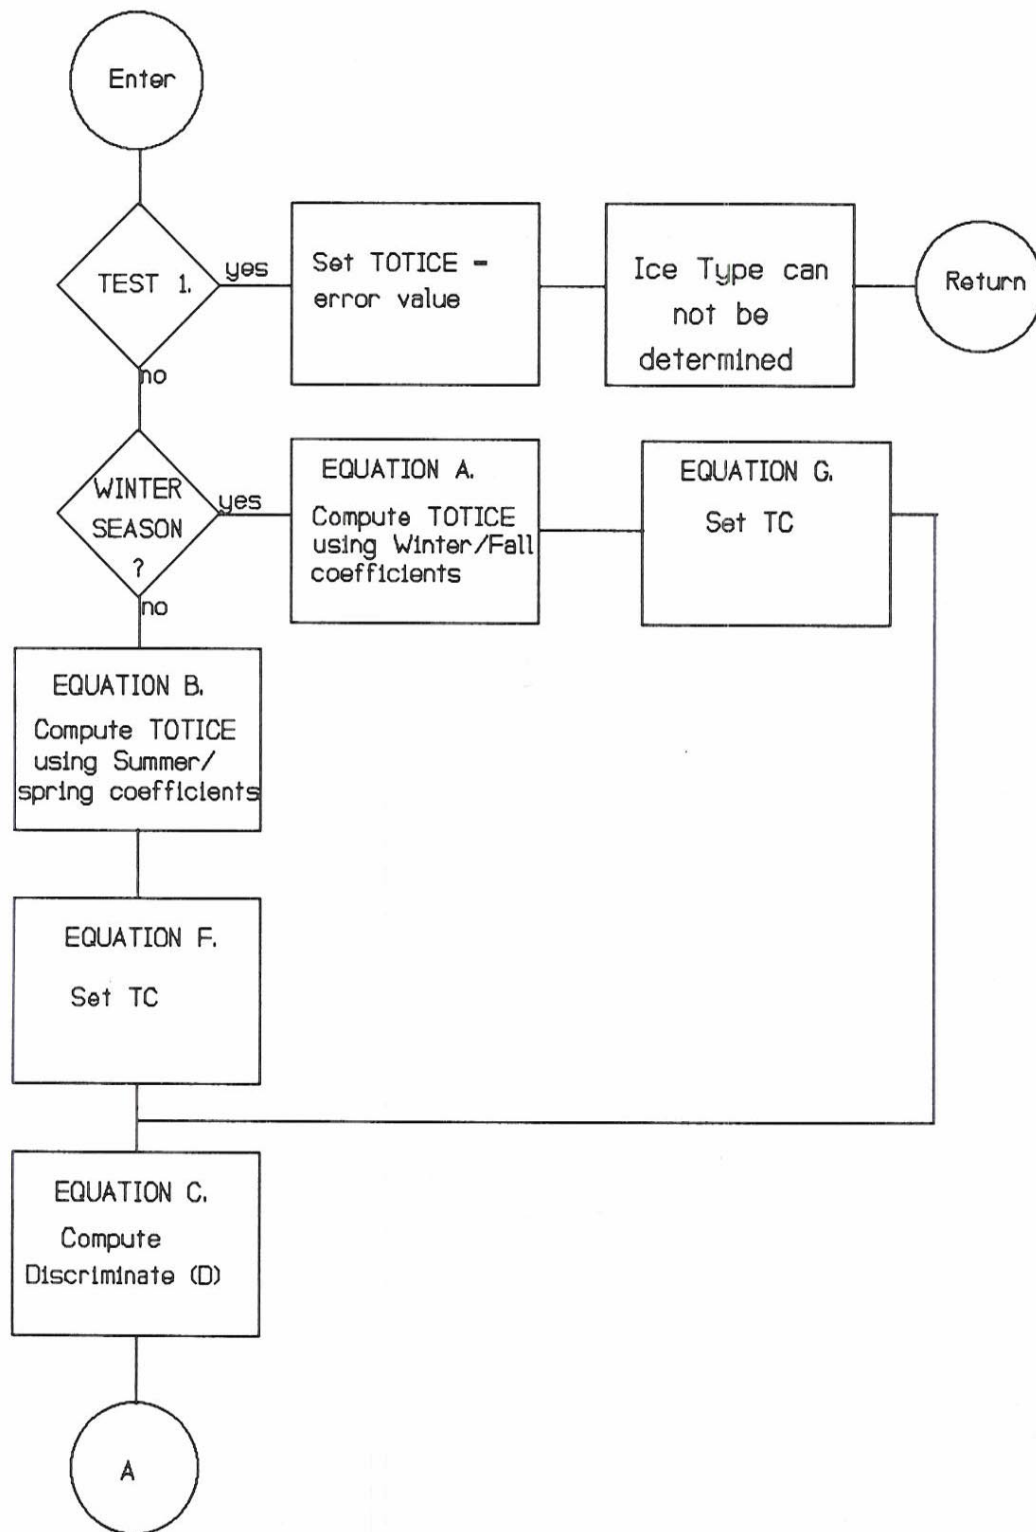 Enter
TEST 1.
yes
Set TOTICE =
error value
Ice Type can
not be
determined
Return
no
WINTER
SEASON
?
yes
EQUATION A.
Compute TOTICE
using Winter/Fall
coefficients
EQUATION G.
Set TC
no
EQUATION B.
Compute TOTICE
using Summer/
spring coefficients
EQUATION F.
Set TC
EQUATION C.
Compute
Discriminate (D)
A